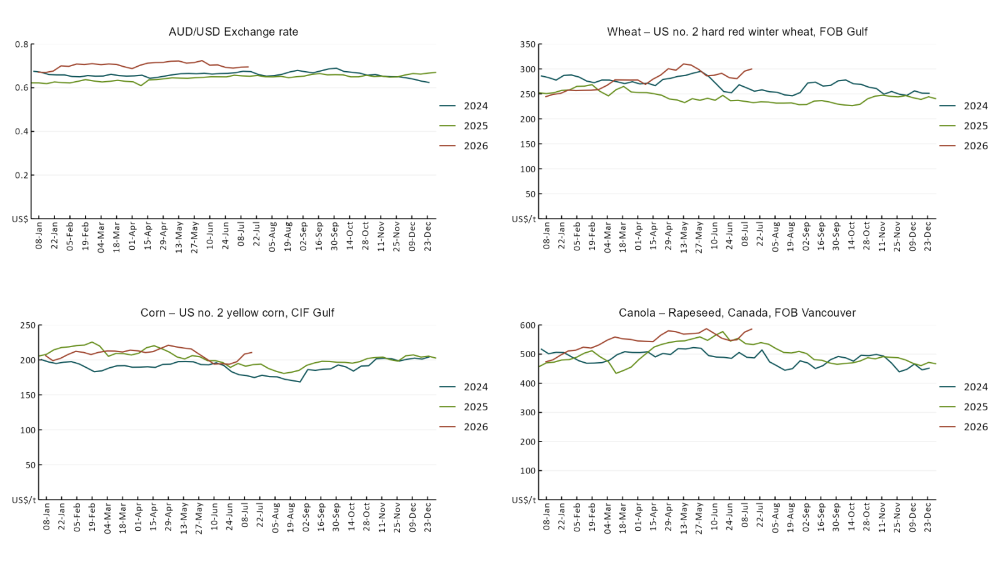 AUD/USD Exchange rate
0.8
0.6
0.4
0.2
US$
08-Jan
22-Jan
05-Feb
19-Feb
04-Mar
18-Mar
01-Apr
15-Apr
29-Apr
13-May
27-May
10-Jun
24-Jun
08-Jul
22-Jul
05-Aug
19-Aug
02-Sep
16-Sep
30-Sep
14-Oct
28-Oct
11-Nov
25-Nov
09-Dec
23-Dec
2024
2025
2026
Wheat – US no. 2 hard red winter wheat, FOB Gulf
350
300
250
200
150
100
50
US$/t
08-Jan
22-Jan
05-Feb
19-Feb
04-Mar
18-Mar
01-Apr
15-Apr
29-Apr
13-May
27-May
10-Jun
24-Jun
08-Jul
22-Jul
05-Aug
19-Aug
02-Sep
16-Sep
30-Sep
14-Oct
28-Oct
11-Nov
25-Nov
09-Dec
23-Dec
2024
2025
2026
Corn – US no. 2 yellow corn, CIF Gulf
250
200
150
100
50
US$/t
08-Jan
22-Jan
05-Feb
19-Feb
04-Mar
18-Mar
01-Apr
15-Apr
29-Apr
13-May
27-May
10-Jun
24-Jun
08-Jul
22-Jul
05-Aug
19-Aug
02-Sep
16-Sep
30-Sep
14-Oct
28-Oct
11-Nov
25-Nov
09-Dec
23-Dec
2024
2025
2026
Canola – Rapeseed, Canada, FOB Vancouver
600
500
400
300
200
100
US$/t
08-Jan
22-Jan
05-Feb
19-Feb
04-Mar
18-Mar
01-Apr
15-Apr
29-Apr
13-May
27-May
10-Jun
24-Jun
08-Jul
22-Jul
05-Aug
19-Aug
02-Sep
16-Sep
30-Sep
14-Oct
28-Oct
11-Nov
25-Nov
09-Dec
23-Dec
2024
2025
2026